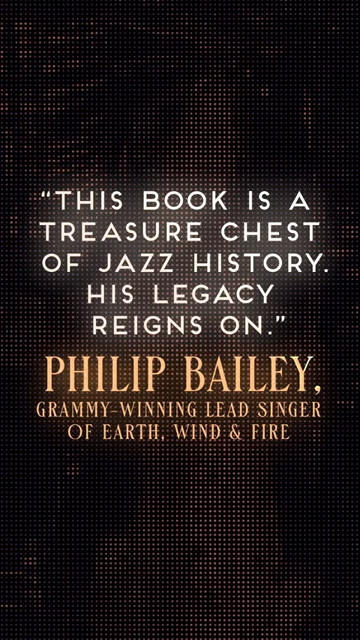 “THIS BOOK IS A
TREASURE CHEST
OF JAZZ HISTORY.
HIS LEGACY
REIGNS ON.”
PHILIP BAILEY,
GRAMMY-WINNING LEAD SINGER
OF EARTH, WIND & FIRE